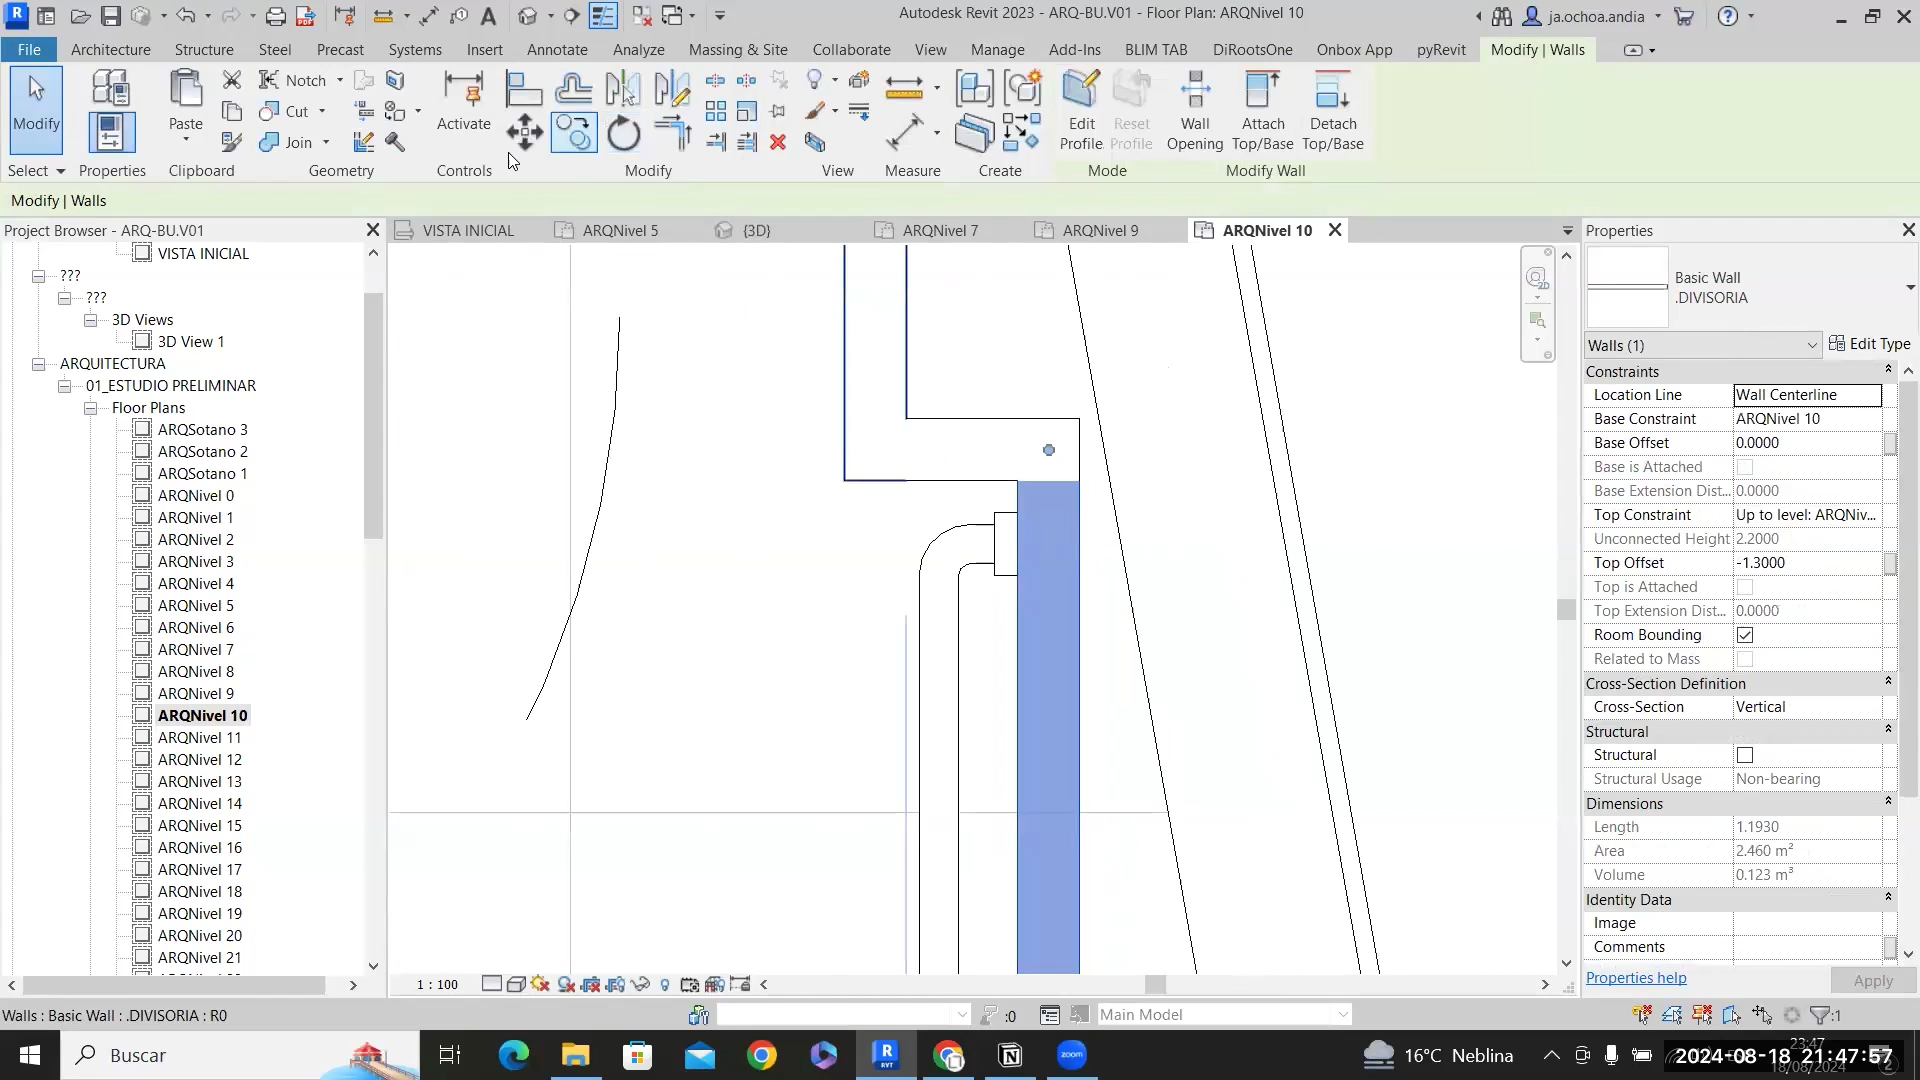 Autodesk Revit 2023 - ARQ-BU.V01 - Floor Plan: ARQNivel 10
ja.ochoa.andia
File Architecture Structure Steel Precast Systems Insert Annotate Analyze Massing & Site Collaborate View Manage Add-Ins BLIM TAB DiRootsOne Onbox App pyRevit Modify | Walls
Modify Paste Notch Cut Join Activate Edit Profile Reset Profile Wall Opening Attach Top/Base Detach Top/Base
Select Properties Clipboard Geometry Controls Modify View Measure Create Mode Modify Wall
Modify | Walls
Project Browser - ARQ-BU.V01
VISTA INICIAL
???
???
3D Views
3D View 1
ARQUITECTURA
01_ESTUDIO PRELIMINAR
Floor Plans
ARQSotano 3
ARQSotano 2
ARQSotano 1
ARQNivel 0
ARQNivel 1
ARQNivel 2
ARQNivel 3
ARQNivel 4
ARQNivel 5
ARQNivel 6
ARQNivel 7
ARQNivel 8
ARQNivel 9
ARQNivel 10
ARQNivel 11
ARQNivel 12
ARQNivel 13
ARQNivel 14
ARQNivel 15
ARQNivel 16
ARQNivel 17
ARQNivel 18
ARQNivel 19
ARQNivel 20
ARQNivel 21
VISTA INICIAL ARQNivel 5 {3D} ARQNivel 7 ARQNivel 9 ARQNivel 10
2D
1 : 100
Properties
Basic Wall
.DIVISORIA
Walls (1) Edit Type
Constraints
Location Line Wall Centerline
Base Constraint ARQNivel 10
Base Offset 0.0000
Base is Attached
Base Extension Dist... 0.0000
Top Constraint Up to level: ARQNiv...
Unconnected Height 2.2000
Top Offset -1.3000
Top is Attached
Top Extension Dist... 0.0000
Room Bounding
Related to Mass
Cross-Section Definition
Cross-Section Vertical
Structural
Structural
Structural Usage Non-bearing
Dimensions
Length 1.1930
Area 2.460 m²
Volume 0.123 m³
Identity Data
Image
Comments
Properties help Apply
Walls : Basic Wall : .DIVISORIA : R0 :0 Main Model :1
Buscar
RVT
zoom
16°C Neblina
23:47
18/08/2024
2024-08-18 21:47:57